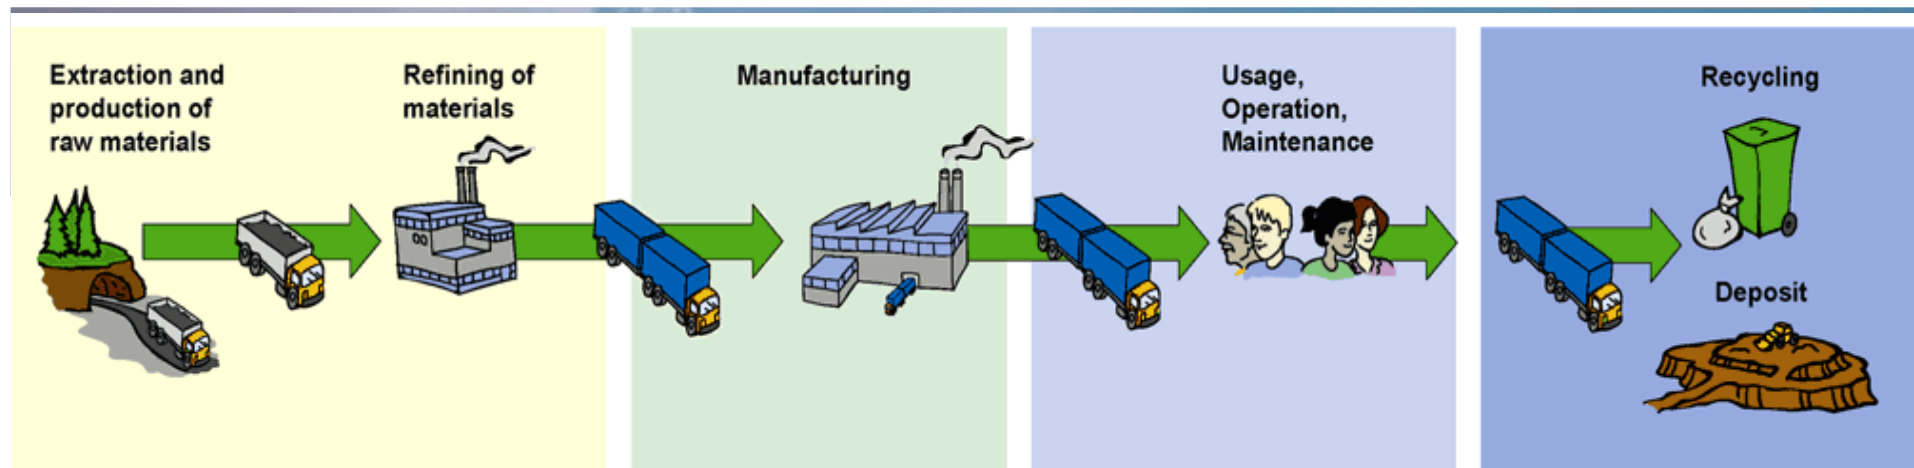 Extraction and
production of
raw materials
Refining of
materials
Manufacturing
Usage,
Operation,
Maintenance
Recycling
Deposit